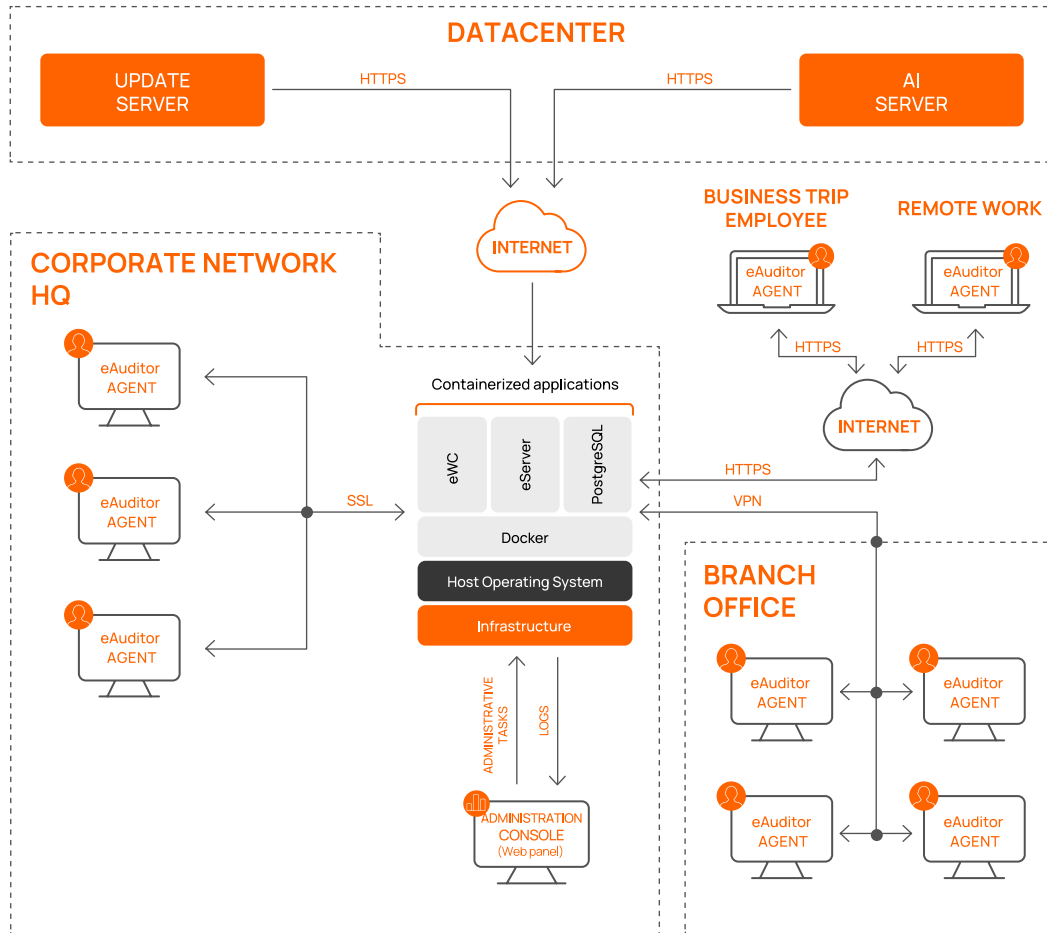 DATACENTER
UPDATE
SERVER
HTTPS
HTTPS
AI
SERVER
INTERNET
BUSINESS TRIP
EMPLOYEE
REMOTE WORK
eAuditor
AGENT
eAuditor
AGENT
HTTPS
HTTPS
INTERNET
CORPORATE NETWORK
HQ
eAuditor
AGENT
eAuditor
AGENT
eAuditor
AGENT
SSL
Containerized applications
eWC
eServer
PostgreSQL
Docker
Host Operating System
Infrastructure
HTTPS
VPN
ADMINISTRATIVE
TASKS
LOGS
ADMINISTRATION
CONSOLE
(Web panel)
BRANCH
OFFICE
eAuditor
AGENT
eAuditor
AGENT
eAuditor
AGENT
eAuditor
AGENT